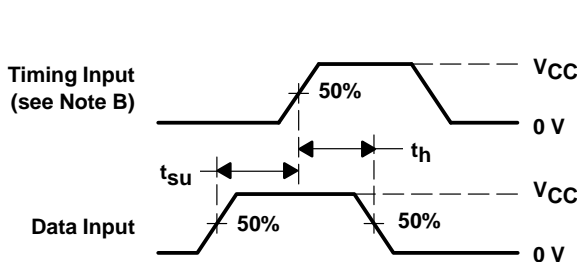 Timing Input
(see Note B)
50%
VCC
0 V
th
tsu
Data Input
50%
50%
VCC
0 V